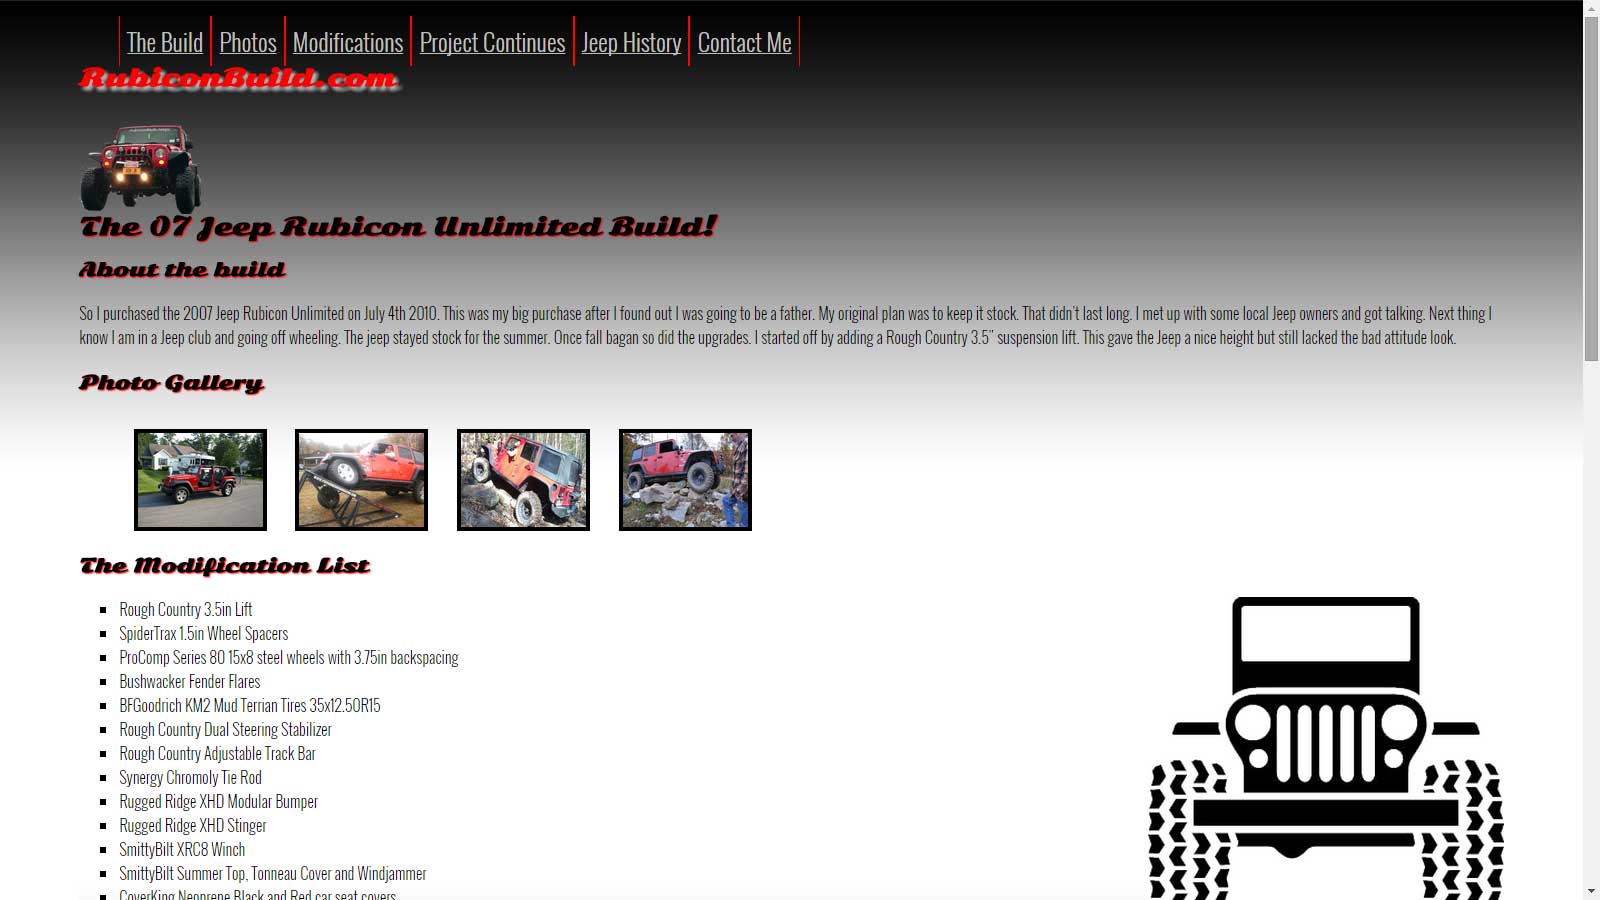 The Build Photos Modifications Project Continues Jeep History Contact Me
RubiconBuild.com
The 07 Jeep Rubicon Unlimited Build!
About the build
So I purchased the 2007 Jeep Rubicon Unlimited on July 4th 2010. This was my big purchase after I found out I was going to be a father. My original plan was to keep it stock. That didn't last long. I met up with some local Jeep owners and got talking. Next thing I
know I am in a Jeep club and going off wheeling. The jeep stayed stock for the summer. Once fall bagan so did the upgrades. I started off by adding a Rough Country 3.5" suspension lift. This gave the Jeep a nice height but still lacked the bad attitude look.
Photo Gallery
The Modification List
Rough Country 3.5in Lift
SpiderTrax 1.5in Wheel Spacers
ProComp Series 80 15x8 steel wheels with 3.75in backspacing
Bushwacker Fender Flares
BFGoodrich KM2 Mud Terrian Tires 35x12.50R15
Rough Country Dual Steering Stabilizer
Rough Country Adjustable Track Bar
Synergy Chromoly Tie Rod
Rugged Ridge XHD Modular Bumper
Rugged Ridge XHD Stinger
SmittyBilt XRC8 Winch
SmittyBilt Summer Top, Tonneau Cover and Windjammer
CoverKing Neoprene Black and Red car seat covers